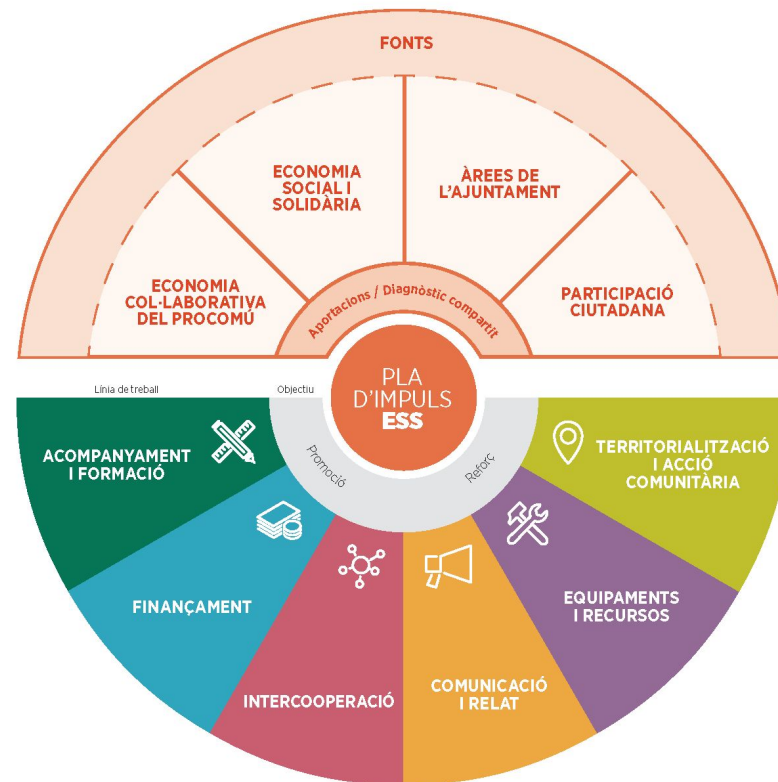 FONTS
ECONOMIA
SOCIAL I
SOLIDÀRIA
ÀREES DE
L'AJUNTAMENT
ECONOMIA
COL·LABORATIVA
DEL PROCOMÚ
PARTICIPACIÓ
CIUTADANA
Aportacions / Diagnòstic compartit
PLA
D'IMPULS
ESS
Línia de treball
Objectiu
Promoció
Reforç
ACOMPANYAMENT
I FORMACIÓ
TERRITORIALITZACIÓ
I ACCIÓ
COMUNITÀRIA
FINANÇAMENT
EQUIPAMENTS
I RECURSOS
INTERCOOPERACIÓ
COMUNICACIÓ
I RELAT